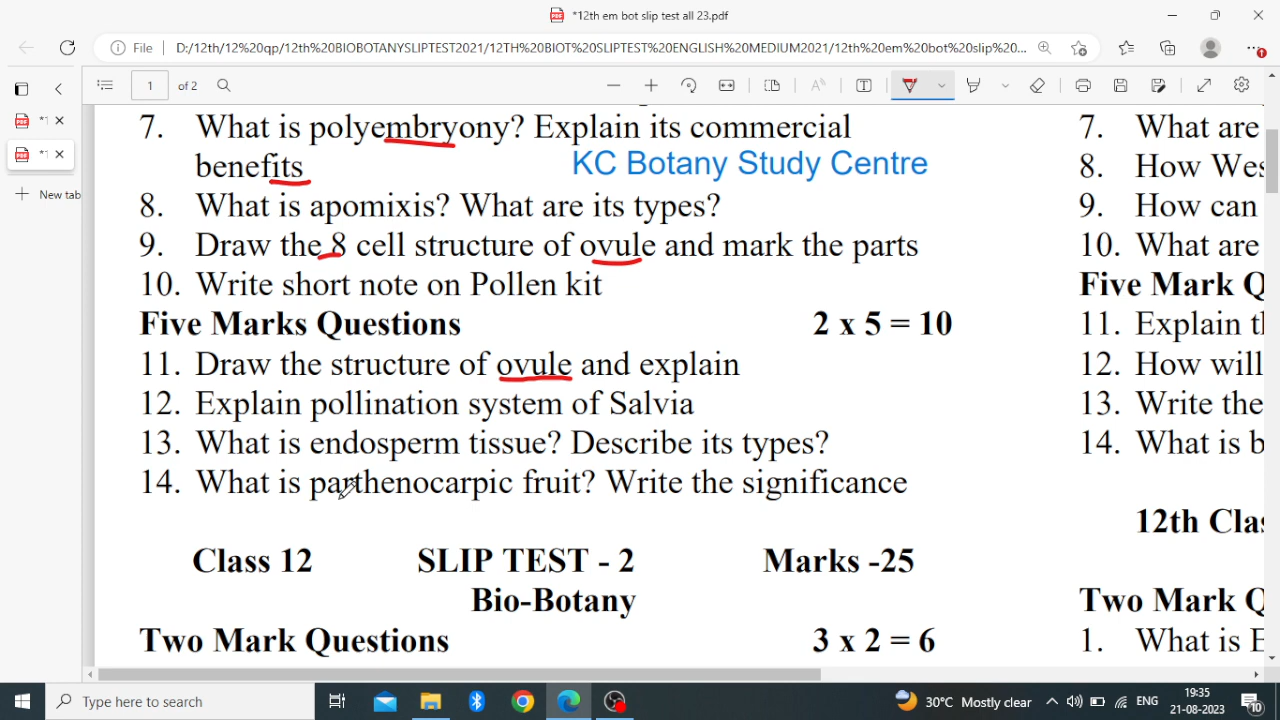 *12th em bot slip test all 23.pdf
File
D:/12th/12%20qp/12th%20BIOBOTANYSLIPTEST2021/12TH%20BIOT%20SLIPTEST%20ENGLISH%20MEDIUM2021/12th%20em%20bot%20slip%20...
1 of 2
New tab
7. What is polyembryony? Explain its commercial
benefits
KC Botany Study Centre
8. What is apomixis? What are its types?
9. Draw the 8 cell structure of ovule and mark the parts
10. Write short note on Pollen kit
Five Marks Questions 2 x 5 = 10
11. Draw the structure of ovule and explain
12. Explain pollination system of Salvia
13. What is endosperm tissue? Describe its types?
14. What is parthenocarpic fruit? Write the significance
Class 12 SLIP TEST - 2 Marks -25
Bio-Botany
Two Mark Questions 3 x 2 = 6
7. What are
8. How Wes
9. How can
10. What are
Five Mark Q
11. Explain t
12. How will
13. Write the
14. What is b
12th Clas
Two Mark Q
1. What is E
Type here to search
30°C Mostly clear
ENG
19:35
21-08-2023
10